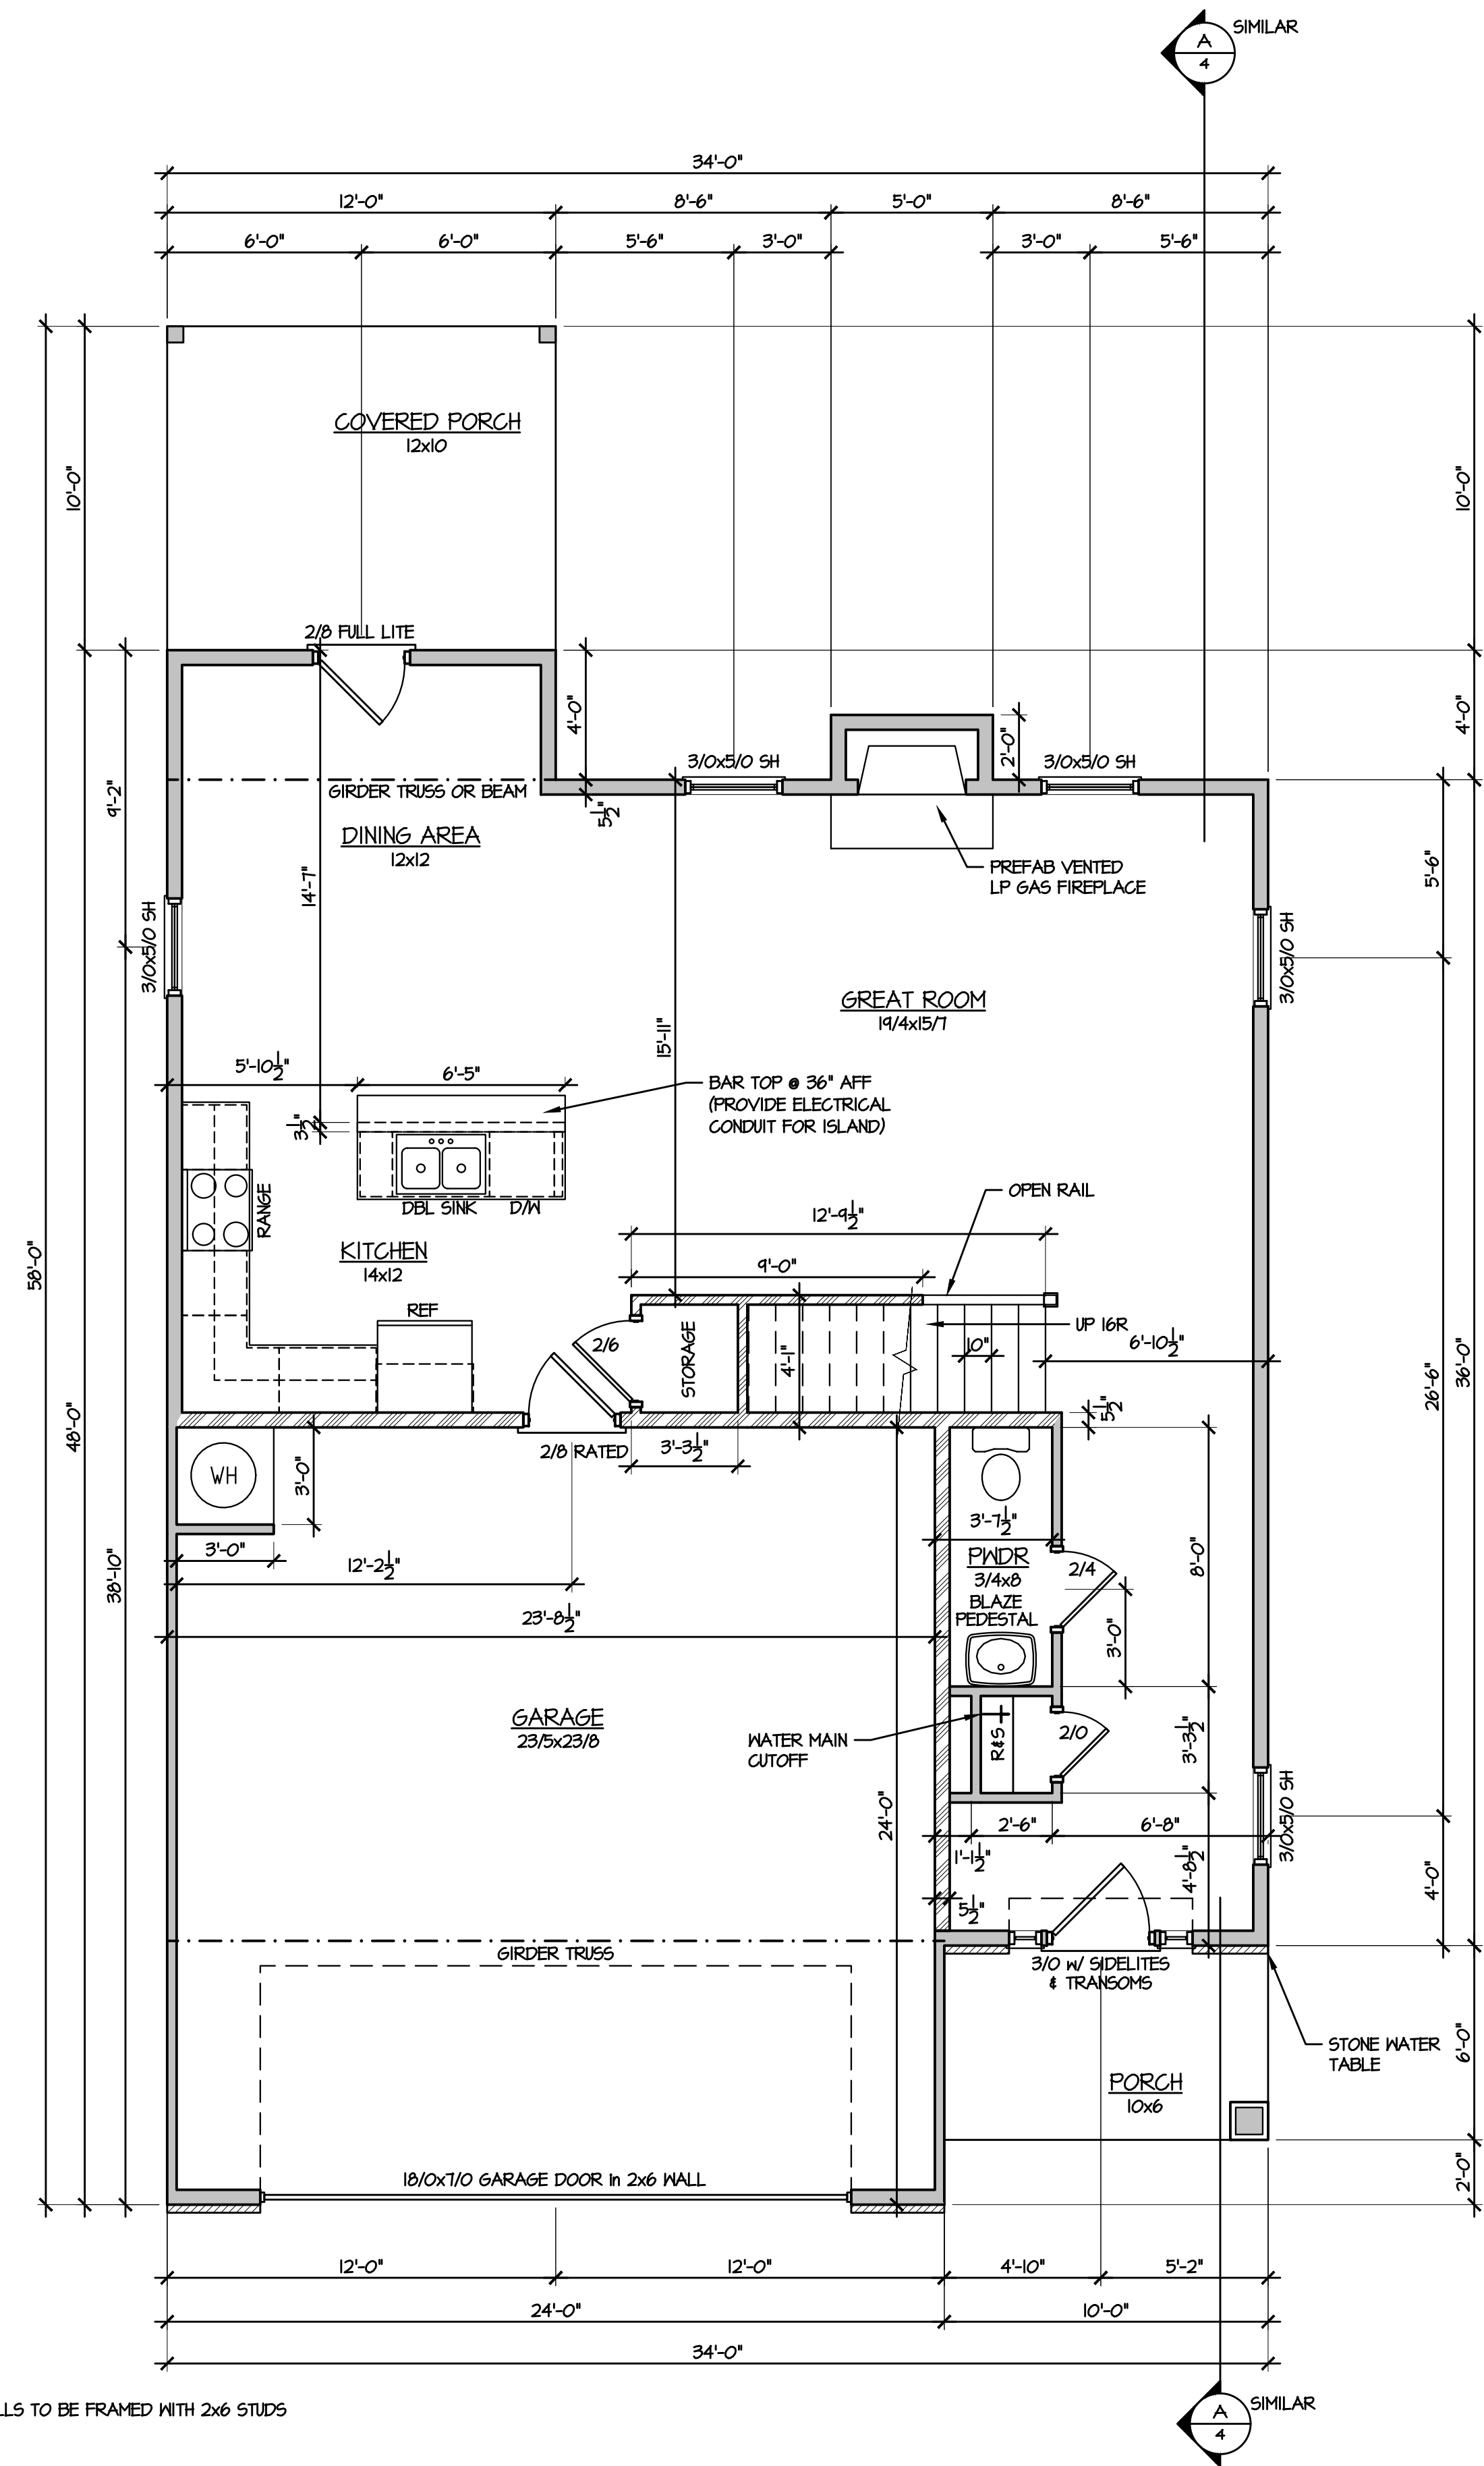 A
4
SIMILAR
34'-0"
12'-0" 8'-6" 5'-0" 8'-6"
6'-0" 6'-0" 5'-6" 3'-0" 3'-0" 5'-6"
COVERED PORCH
12x10
10'-0"
10'-0"
2/8 FULL LITE
4'-0"
4'-0"
2'-0"
3/0x5/0 SH
3/0x5/0 SH
GIRDER TRUSS OR BEAM
5 1/2"
9'-2"
DINING AREA
12x12
14'-7"
PREFAB VENTED
LP GAS FIREPLACE
5'-6"
3/0x5/0 SH
3/0x5/0 SH
GREAT ROOM
19/4x15/7
15'-11"
5'-10 1/2"
6'-5"
BAR TOP @ 36" AFF
(PROVIDE ELECTRICAL
CONDUIT FOR ISLAND)
3 1/2"
RANGE
DBL SINK
D/W
OPEN RAIL
12'-9 1/2"
KITCHEN
14x12
9'-0"
58'-0"
48'-0"
26'-6"
36'-0"
REF
2/6
STORAGE
4'-1"
10"
UP 16R
6'-10 1/2"
5 1/2"
2/8 RATED
3'-3 1/2"
WH
3'-0"
3'-0"
12'-2 1/2"
38'-10"
23'-8 1/2"
3'-7 1/2"
PWDR
3/4x8
BLAZE
PEDESTAL
2/4
8'-0"
3'-0"
GARAGE
23/5x23/8
WATER MAIN
CUTOFF
R&S
2/0
3'-3 1/2"
24'-0"
2'-6"
6'-8"
1'-1 1/2"
4'-8 1/2"
3/0x5/0 SH
4'-0"
5 1/2"
GIRDER TRUSS
3/0 w/ SIDELITES
& TRANSOMS
STONE WATER
TABLE
6'-0"
PORCH
10x6
2'-0"
18/0x7/0 GARAGE DOOR in 2x6 WALL
12'-0" 12'-0" 4'-10" 5'-2"
24'-0" 10'-0"
34'-0"
LLS TO BE FRAMED WITH 2x6 STUDS
A
4
SIMILAR